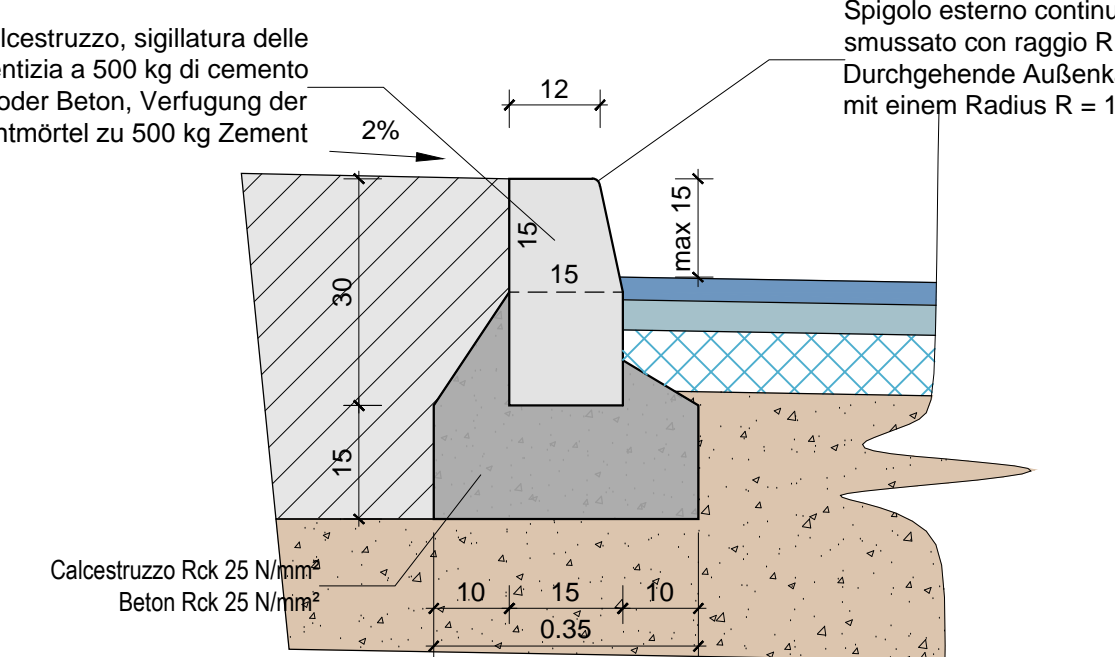 lcestruzzo, sigillatura delle
entizia a 500 kg di cemento
oder Beton, Verfugung der
ntmörtel zu 500 kg Zement
Spigolo esterno continu
smussato con raggio R
Durchgehende Außenk
mit einem Radius R = 1
12
2%
max 15
15
15
30
15
Calcestruzzo Rck 25 N/mm²
Beton Rck 25 N/mm²
10 15 10
0.35